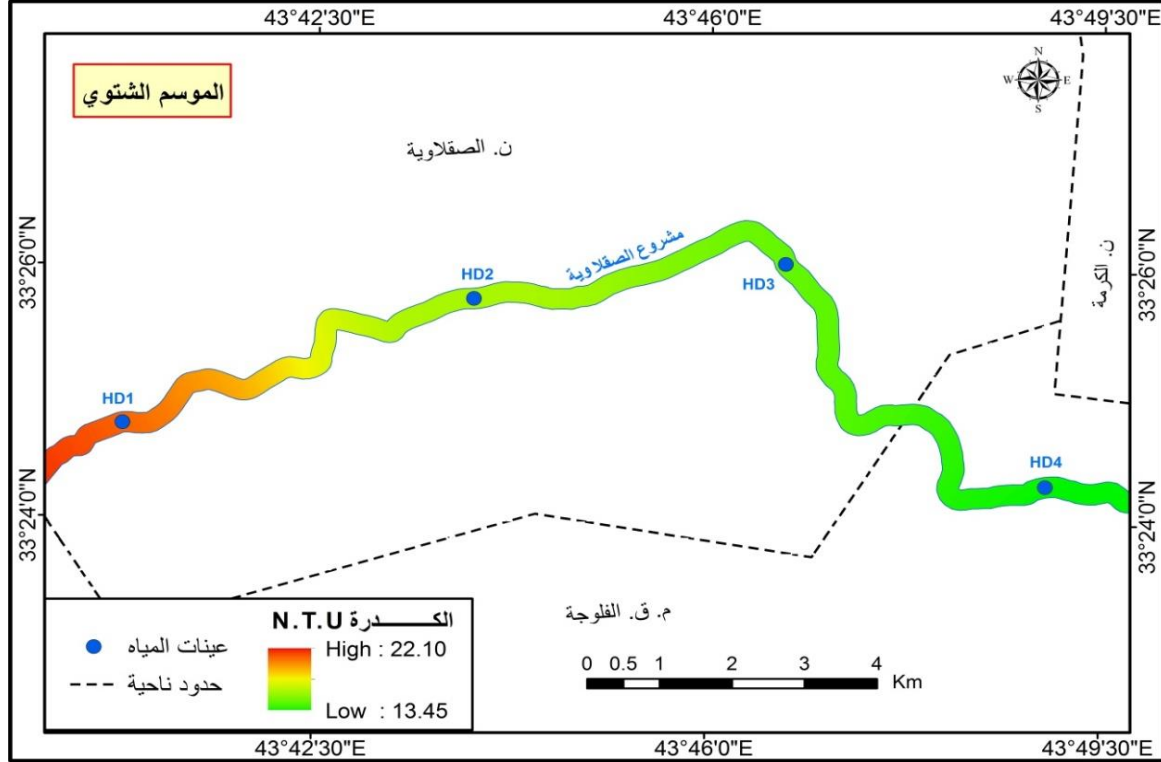 43°42'30"E
43°46'0"E
43°49'30"E
الموسم الشتوي
N
W E
S
ن. الصقلاوية
33°26'0"N
33°26'0"N
مشروع الصقلاوية
HD2
HD3
ن. الكرمة
HD1
HD4
33°24'0"N
33°24'0"N
م. ق. الفلوجة
عينات المياه
حدود ناحية
الكـــــدرة N.T.U
High : 22.10
Low : 13.45
0 0.5 1 2 3 4
Km
43°42'30"E
43°46'0"E
43°49'30"E